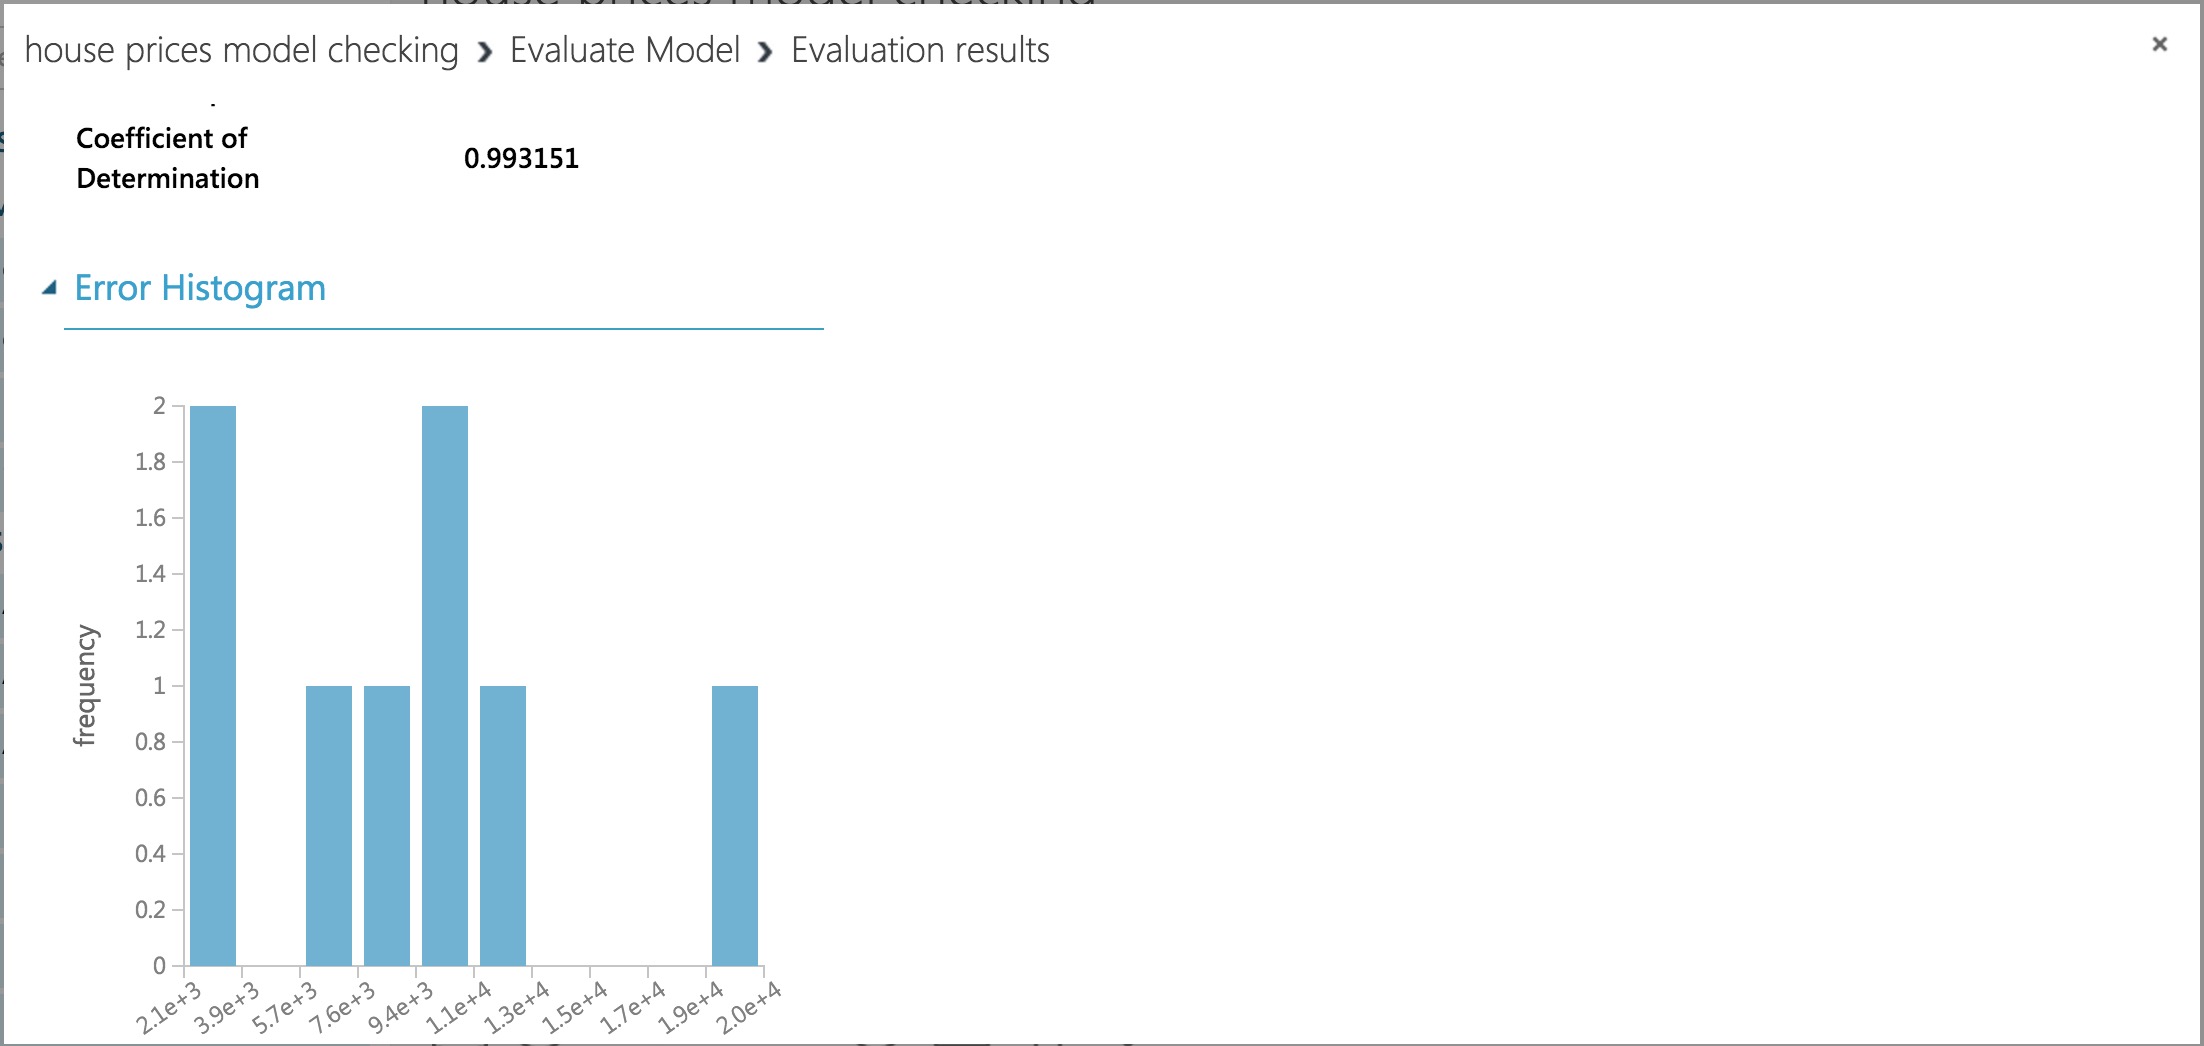 house prices model checking > Evaluate Model > Evaluation results
Coefficient of
Determination
0.993151
Error Histogram
frequency
2
1.8
1.6
1.4
1.2
1
0.8
0.6
0.4
0.2
0
2.1e+3
3.9e+3
5.7e+3
7.6e+3
9.4e+3
1.1e+4
1.3e+4
1.5e+4
1.7e+4
1.9e+4
2.0e+4